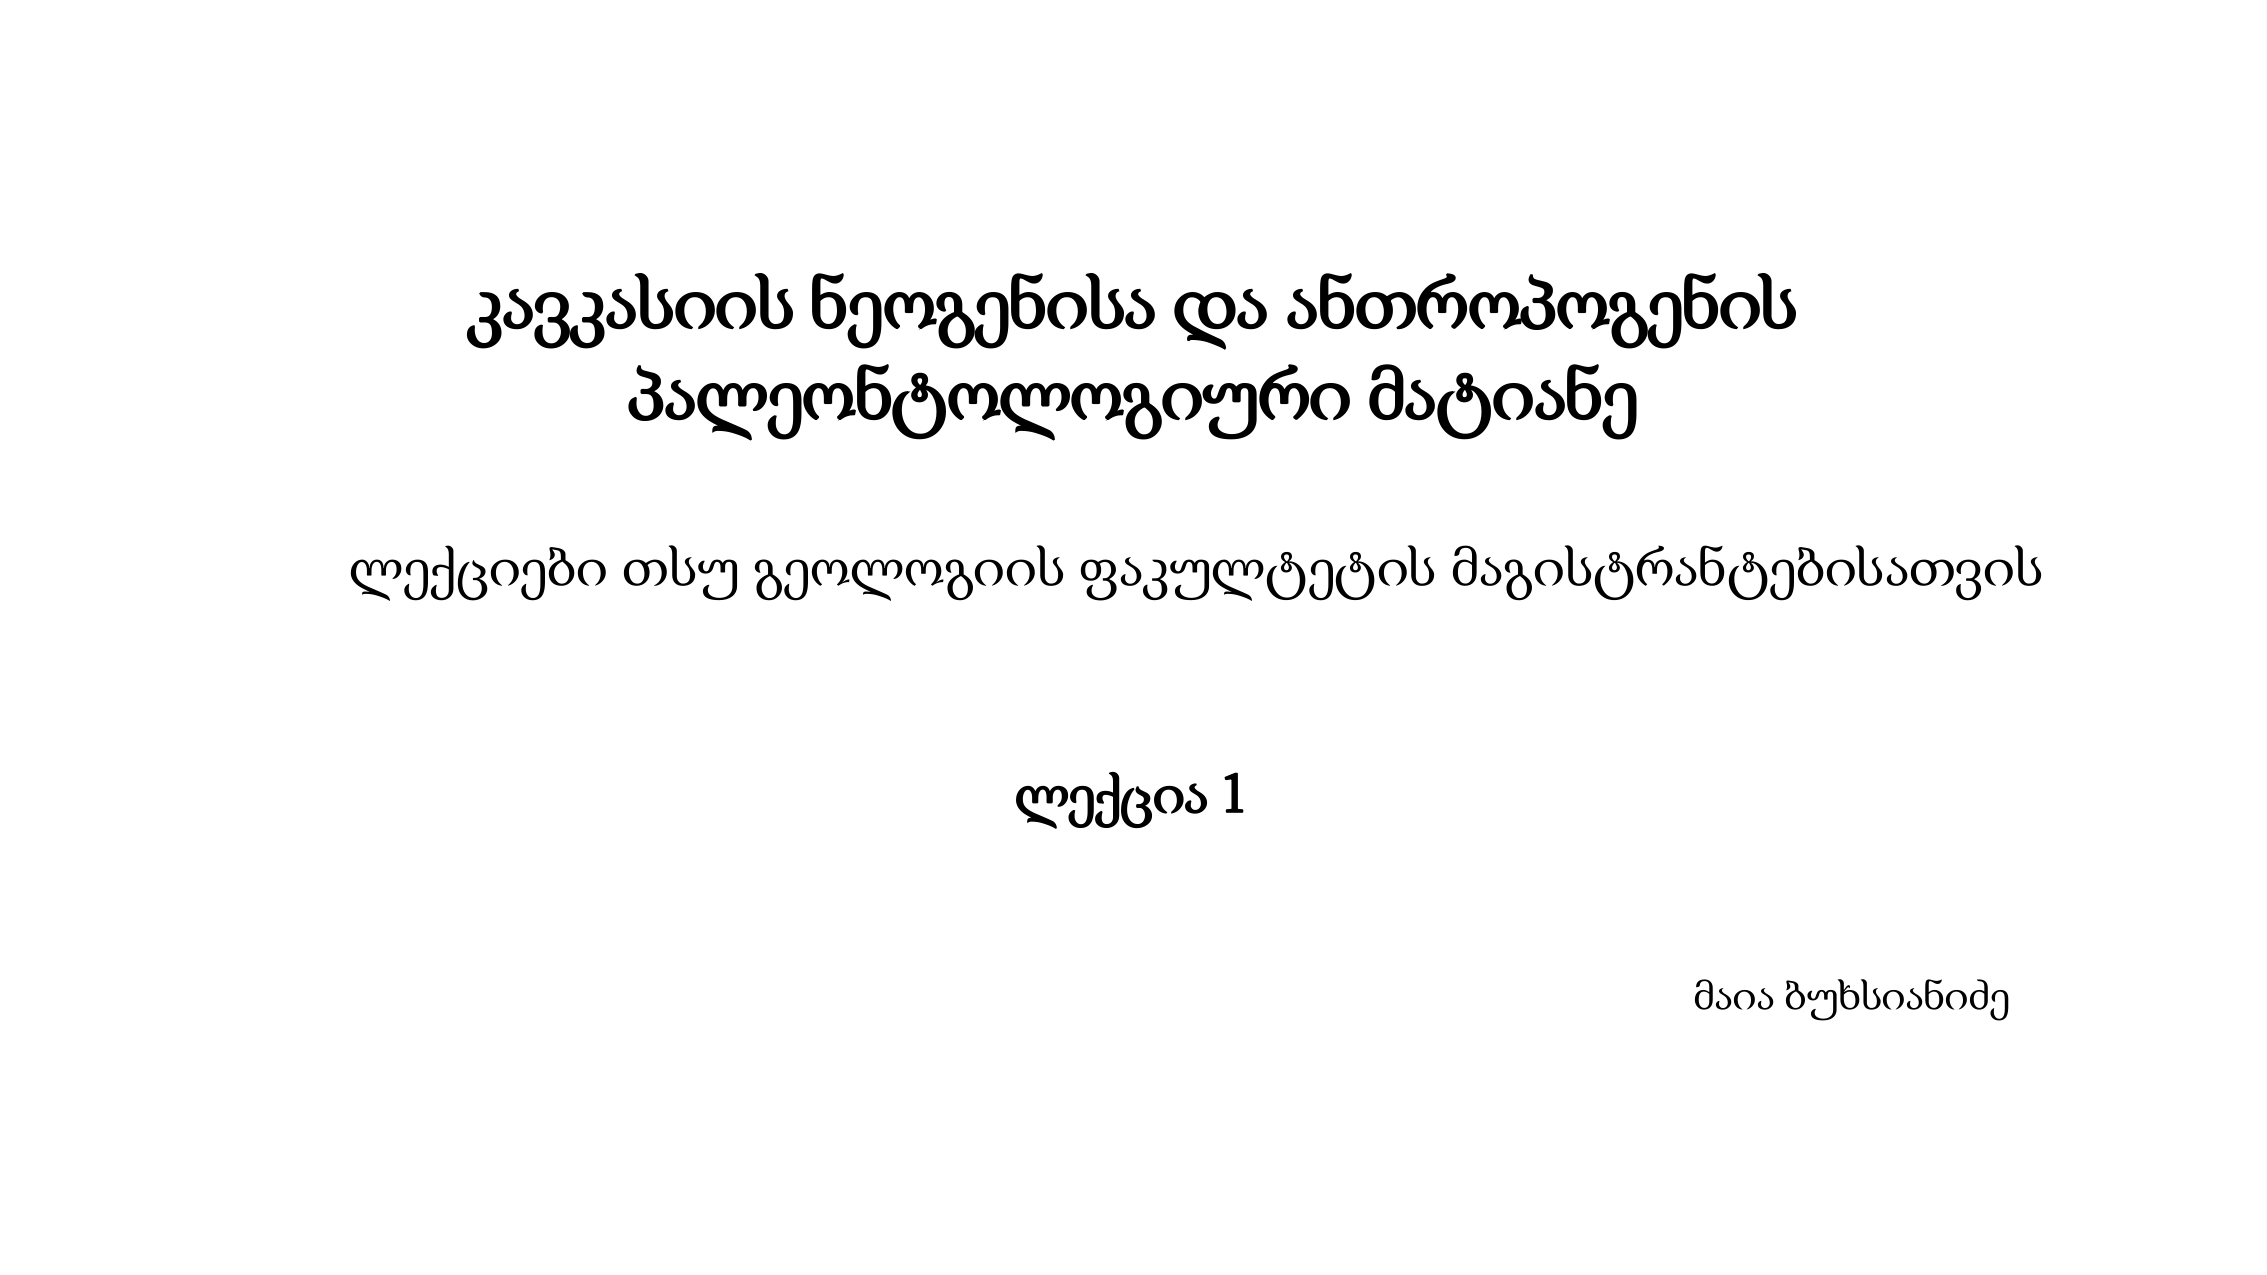 კავკასიის ნეოგენისა და ანთროპოგენის
პალეონტოლოგიური მატიანე
ლექციები თსუ გეოლოგიის ფაკულტეტის მაგისტრანტებისათვის
ლექცია 1
მაია ბუხსიანიძე